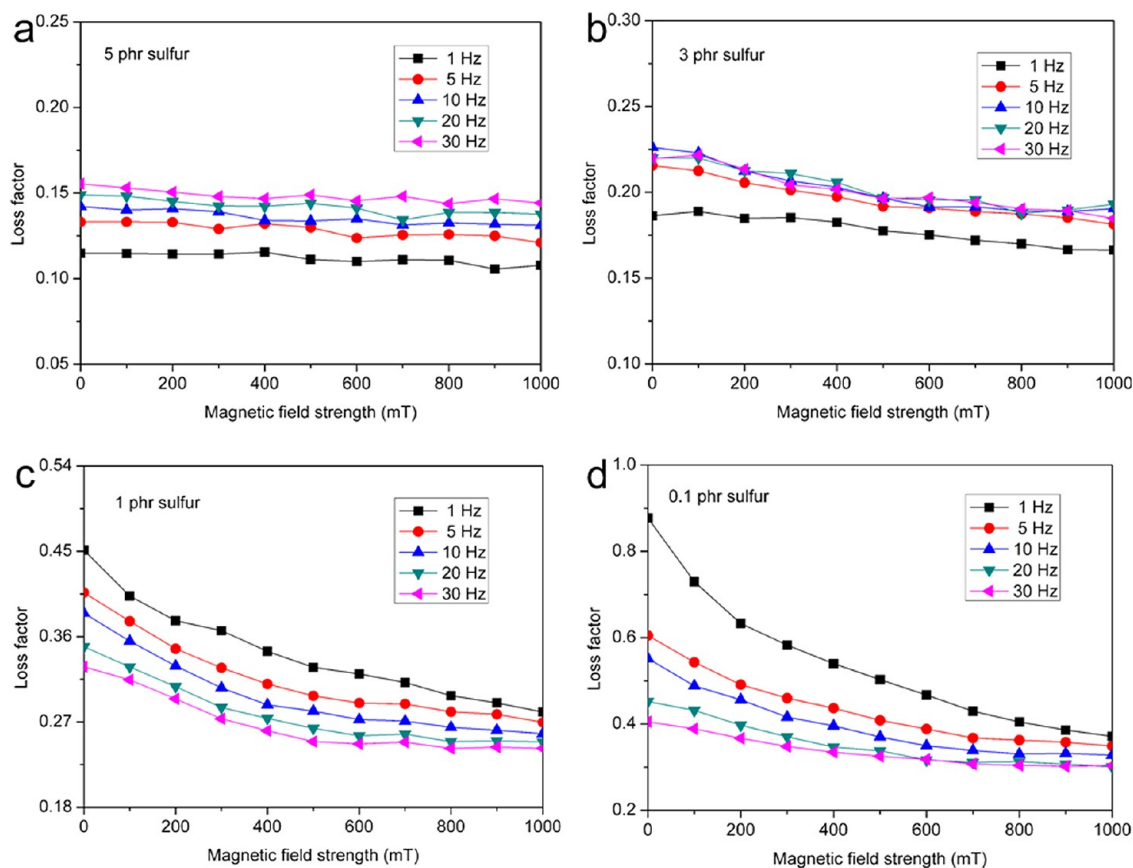 a
5 phr sulfur
1 Hz
5 Hz
10 Hz
20 Hz
30 Hz
0.25
0.20
0.15
0.10
0.05
Loss factor
0 200 400 600 800 1000
Magnetic field strength (mT)
b
3 phr sulfur
1 Hz
5 Hz
10 Hz
20 Hz
30 Hz
0.30
0.25
0.20
0.15
0.10
Loss factor
0 200 400 600 800 1000
Magnetic field strength (mT)
c
1 phr sulfur
1 Hz
5 Hz
10 Hz
20 Hz
30 Hz
0.54
0.45
0.36
0.27
0.18
Loss factor
0 200 400 600 800 1000
Magnetic field strength (mT)
d
0.1 phr sulfur
1 Hz
5 Hz
10 Hz
20 Hz
30 Hz
1.0
0.8
0.6
0.4
0.2
Loss factor
0 200 400 600 800 1000
Magnetic field strength (mT)